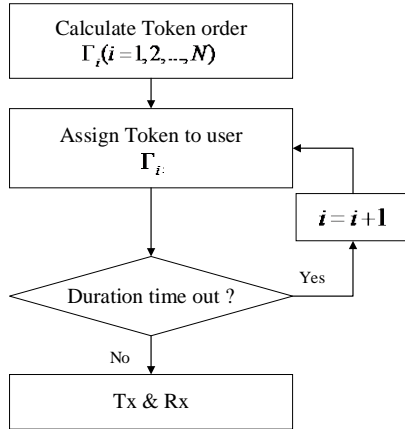 Calculate Token order
Γᵢ(i=1,2,...,N)
Assign Token to user
Γᵢ:
i = i+1
Duration time out ?
Yes
No
Tx & Rx